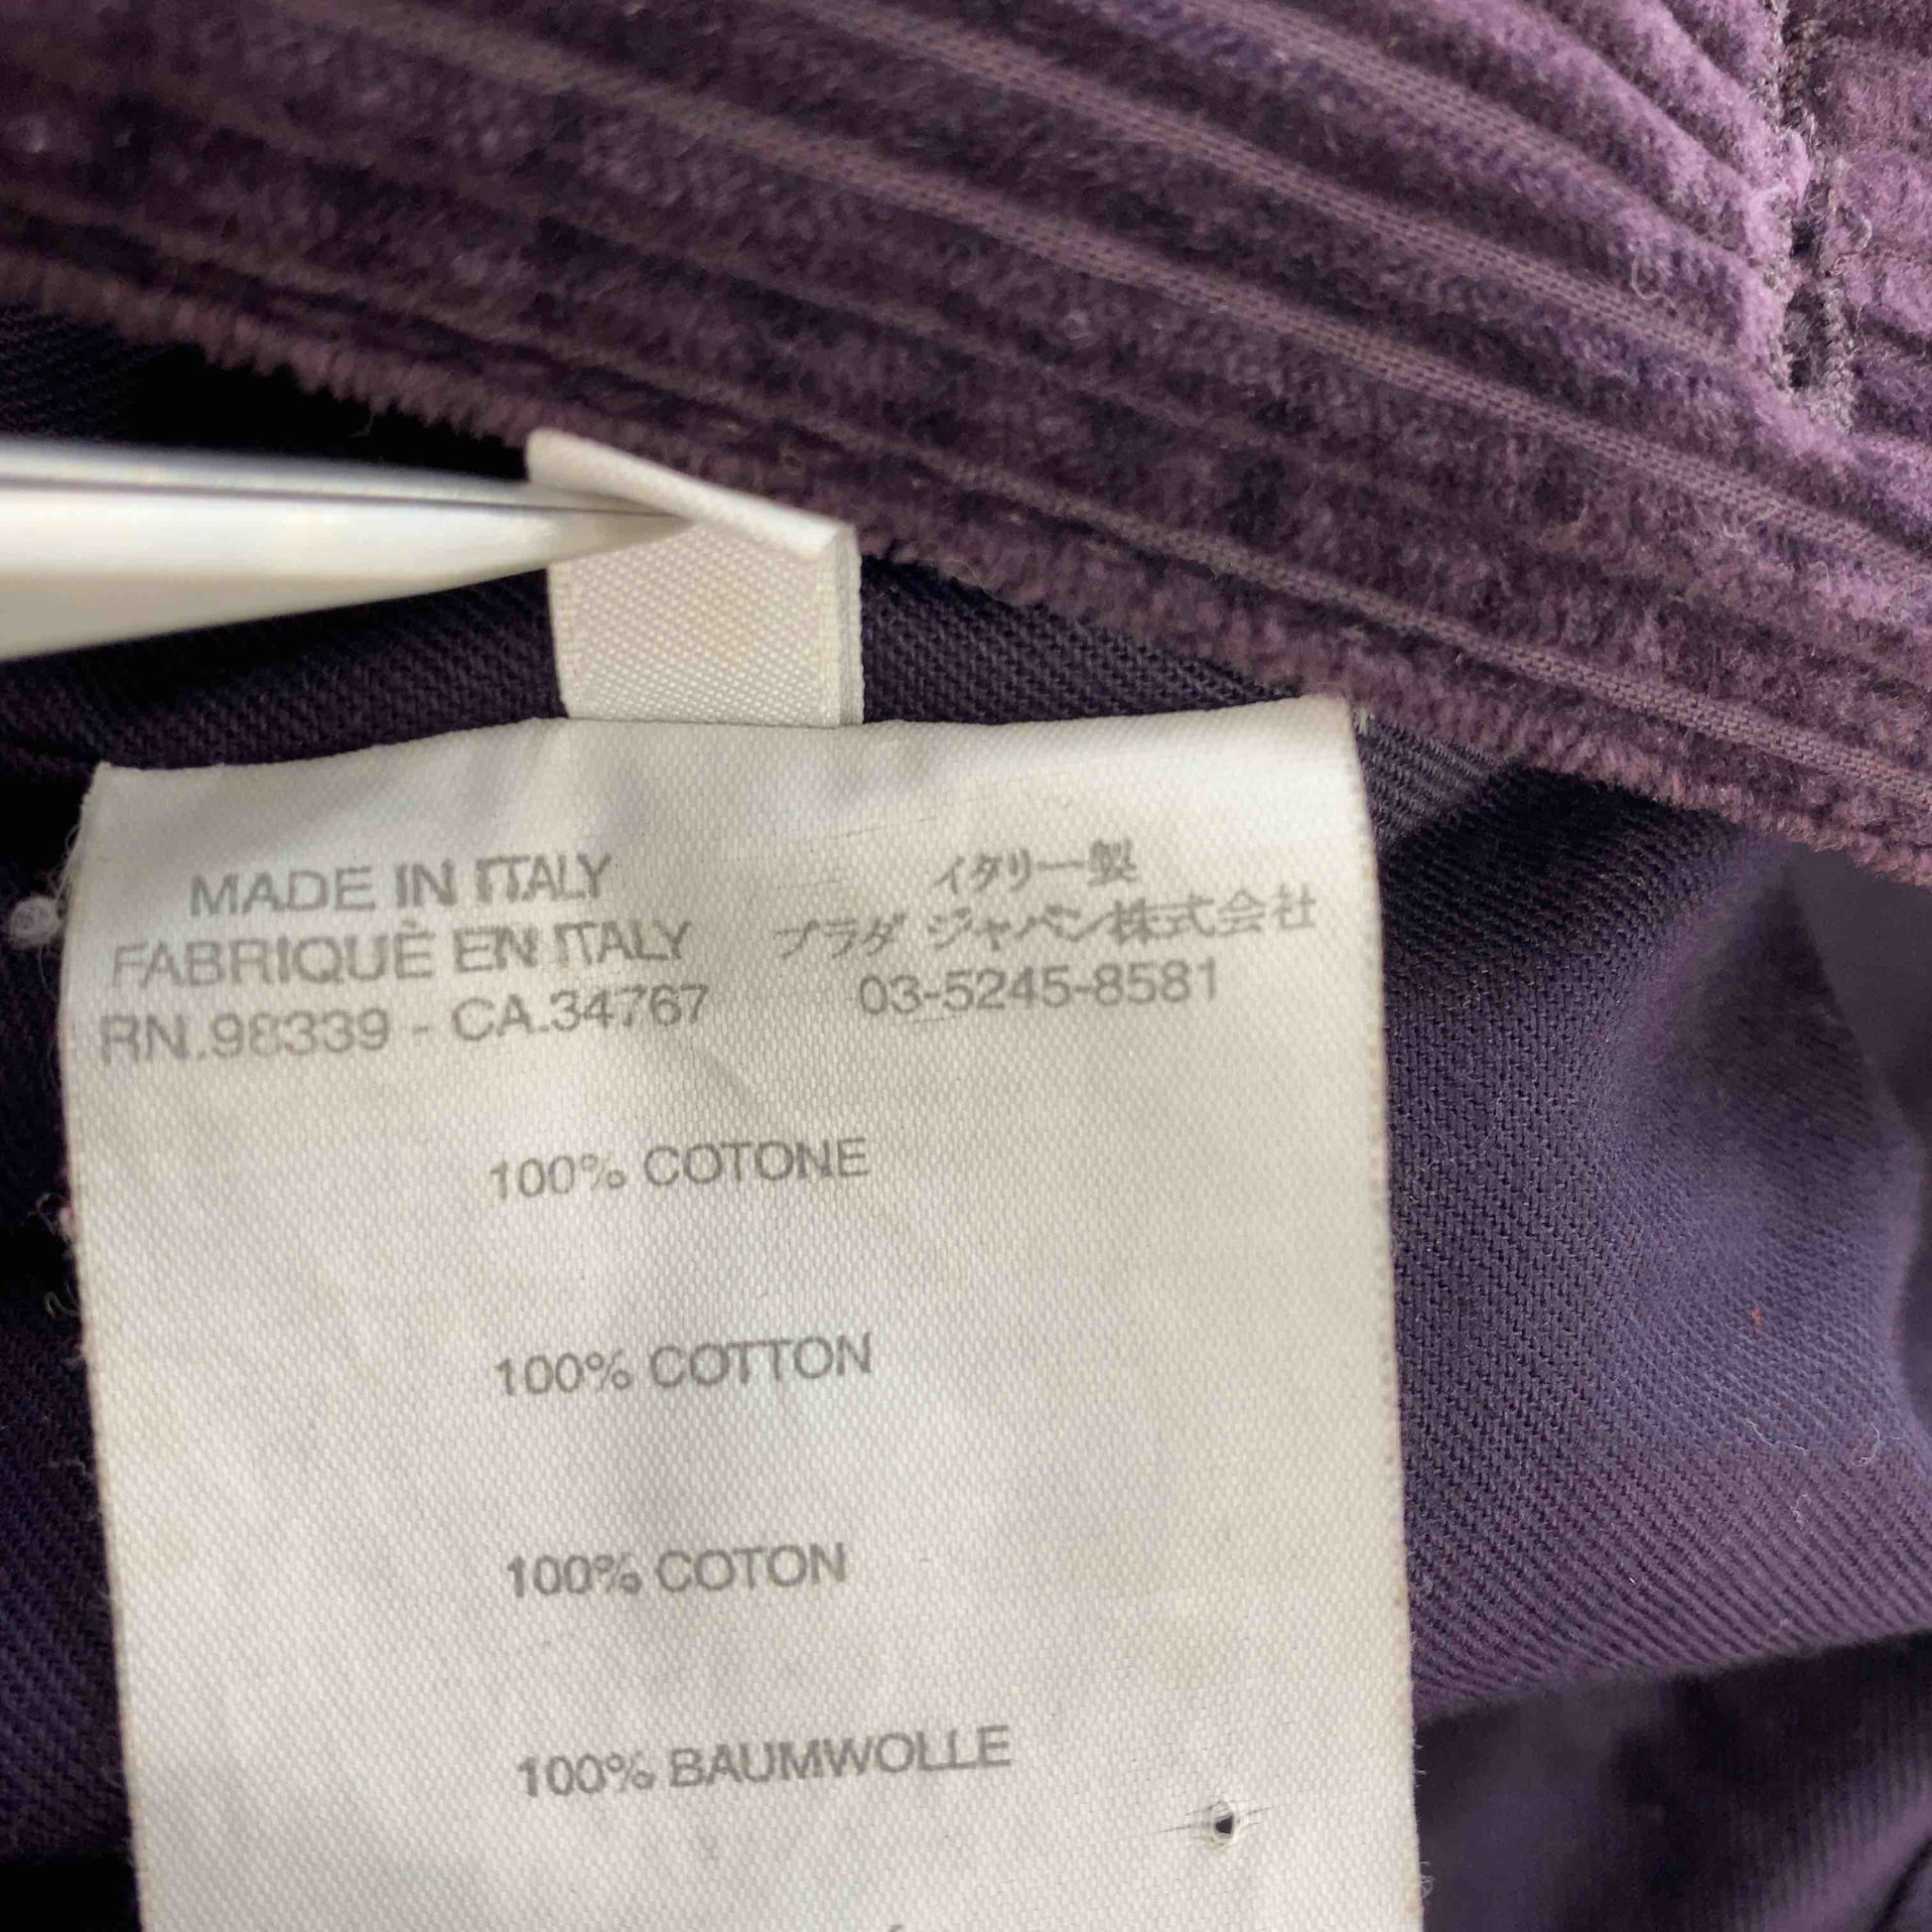 MADE IN ITALY
FABRIQUÈ EN ITALY
RN.98339 - CA.34767
イタリー製
プラダ ジャパン株式会社
03-5245-8581
100% COTONE
100% COTTON
100% COTON
100% BAUMWOLLE